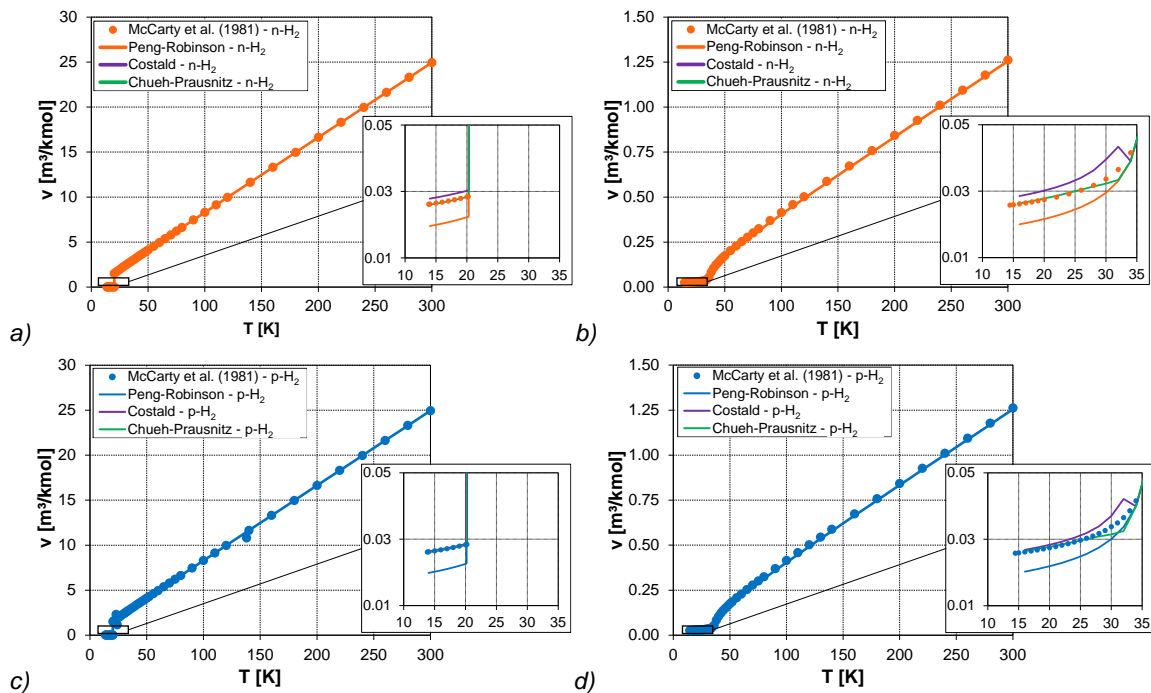 30
25
20
15
10
5
0
v [m³/kmol]
McCarty et al. (1981) - n-H₂
Peng-Robinson - n-H₂
Costald - n-H₂
Chueh-Prausnitz - n-H₂
0.05
0.03
0.01
10 15 20 25 30 35
0 50 100 150 200 250 300
T [K]
a)
1.50
1.25
1.00
0.75
0.50
0.25
0.00
v [m³/kmol]
McCarty et al. (1981) - n-H₂
Peng-Robinson - n-H₂
Costald - n-H₂
Chueh-Prausnitz - n-H₂
0.05
0.03
0.01
10 15 20 25 30 35
0 50 100 150 200 250 300
T [K]
b)
30
25
20
15
10
5
0
v [m³/kmol]
McCarty et al. (1981) - p-H₂
Peng-Robinson - p-H₂
Costald - p-H₂
Chueh-Prausnitz - p-H₂
0.05
0.03
0.01
10 15 20 25 30 35
0 50 100 150 200 250 300
T [K]
c)
1.50
1.25
1.00
0.75
0.50
0.25
0.00
v [m³/kmol]
McCarty et al. (1981) - p-H₂
Peng-Robinson - p-H₂
Costald - p-H₂
Chueh-Prausnitz - p-H₂
0.05
0.03
0.01
10 15 20 25 30 35
0 50 100 150 200 250 300
T [K]
d)